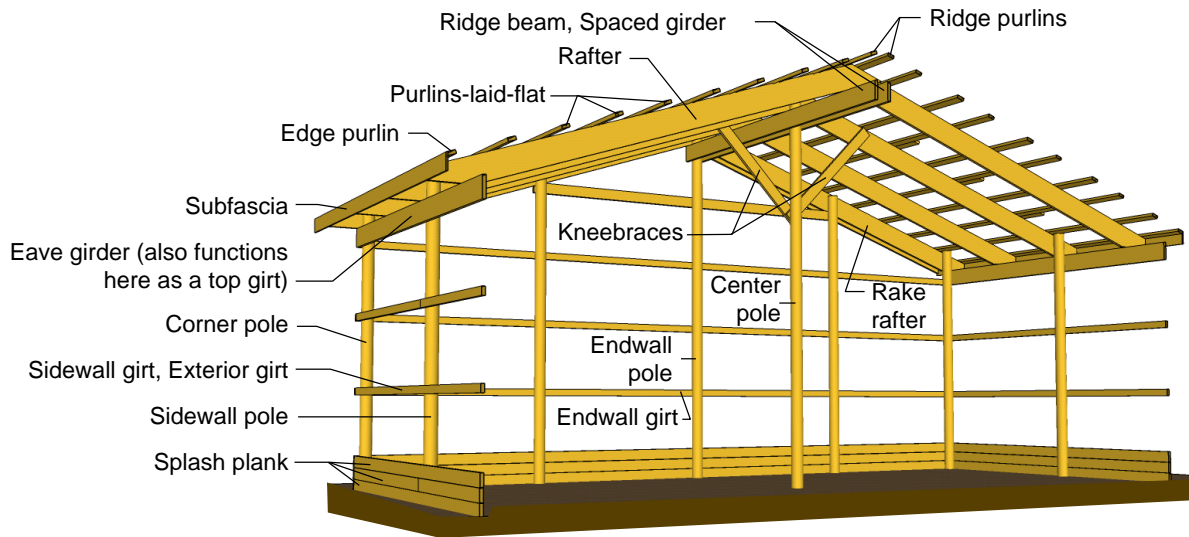 Ridge beam, Spaced girder
Ridge purlins
Rafter
Purlins-laid-flat
Edge purlin
Subfascia
Eave girder (also functions
here as a top girt)
Corner pole
Sidewall girt, Exterior girt
Sidewall pole
Splash plank
Kneebraces
Center
pole
Rake
rafter
Endwall
pole
Endwall girt